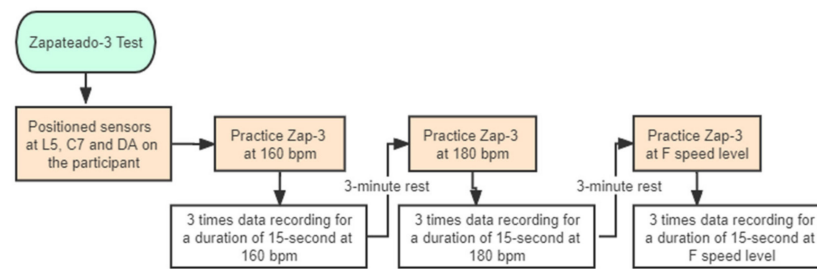 Zapateado-3 Test
Positioned sensors
at L5, C7 and DA on
the participant
Practice Zap-3
at 160 bpm
Practice Zap-3
at 180 bpm
Practice Zap-3
at F speed level
3-minute rest
3-minute rest
3 times data recording for
a duration of 15-second at
160 bpm
3 times data recording for
a duration of 15-second at
180 bpm
3 times data recording for
a duration of 15-second at
F speed level